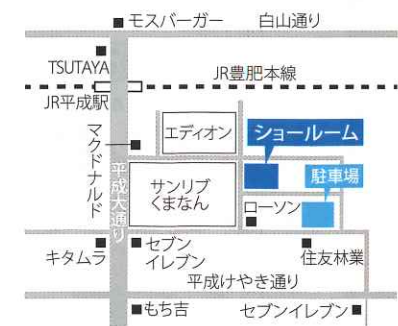 モスバーガー
白山通り
TSUTAYA
JR豊肥本線
JR平成駅
マクドナルド
エディオン
ショールーム
平成大通り
サンリブ
くまなん
駐車場
ローソン
キタムラ
セブン
イレブン
住友林業
平成けやき通り
もち吉
セブンイレブン